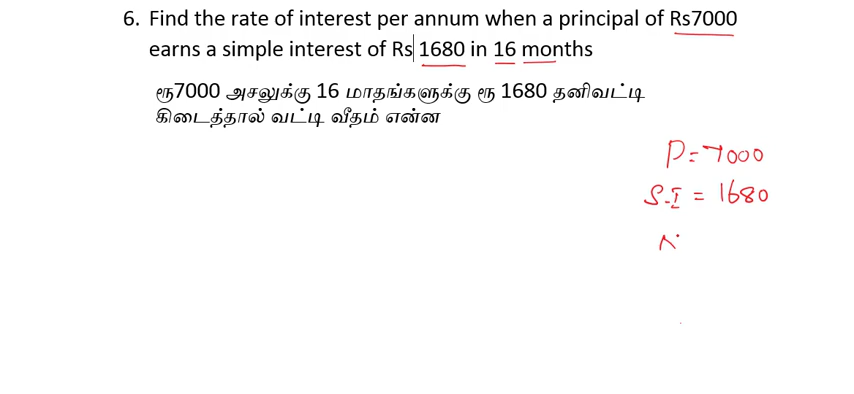 6. Find the rate of interest per annum when a principal of Rs7000
earns a simple interest of Rs 1680 in 16 months
ரூ7000 அசலுக்கு 16 மாதங்களுக்கு ரூ 1680 தனிவட்டி
கிடைத்தால் வட்டி வீதம் என்ன
P = 7000
S.I = 1680